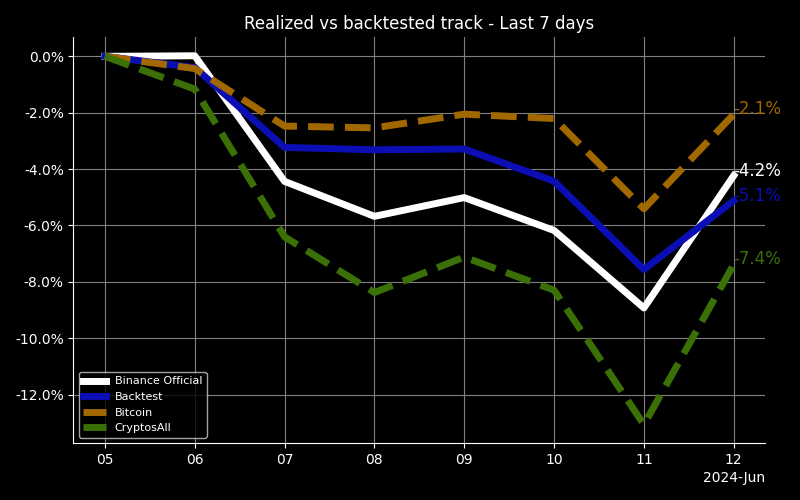 Realized vs backtested track - Last 7 days
0.0%
-2.0%
-4.0%
-6.0%
-8.0%
-10.0%
-12.0%
-2.1%
-4.2%
-5.1%
-7.4%
Binance Official
Backtest
Bitcoin
CryptosAll
05 06 07 08 09 10 11 12
2024-Jun